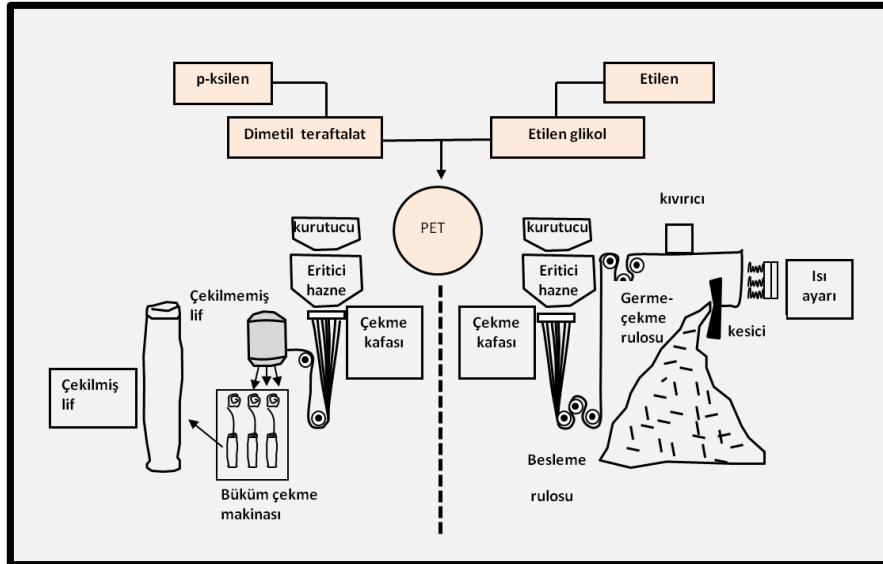 p-ksilen
Etilen
Dimetil teraftalat
Etilen glikol
PET
kurutucu
Eritici
hazne
Çekme
kafası
Çekilmemiş
lif
Çekilmiş
lif
Büküm çekme
makinası
kurutucu
Eritici
hazne
Çekme
kafası
kıvırıcı
Isı
ayarı
Germe-
çekme
rulosu
kesici
Besleme
rulosu